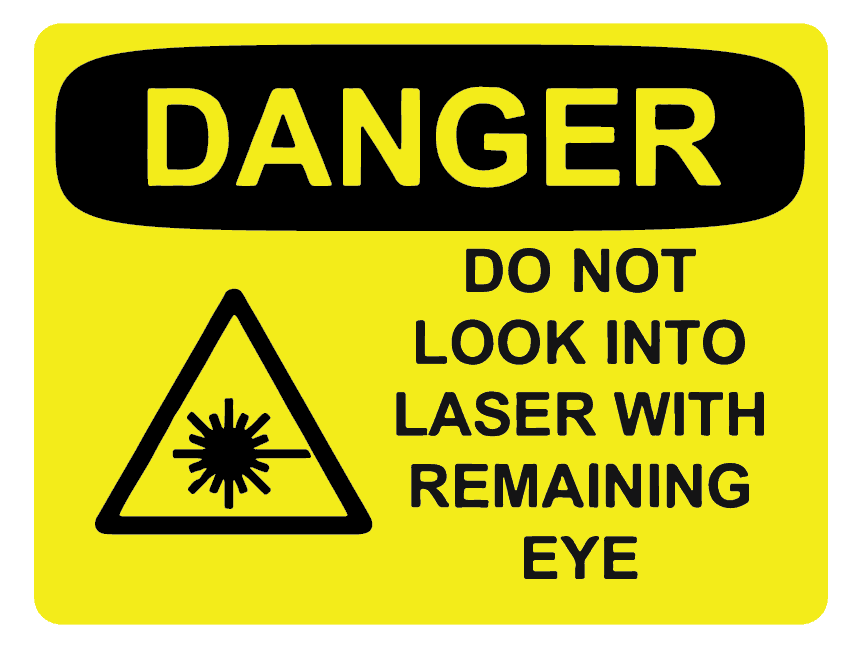 DANGER
DO NOT
LOOK INTO
LASER WITH
REMAINING
EYE